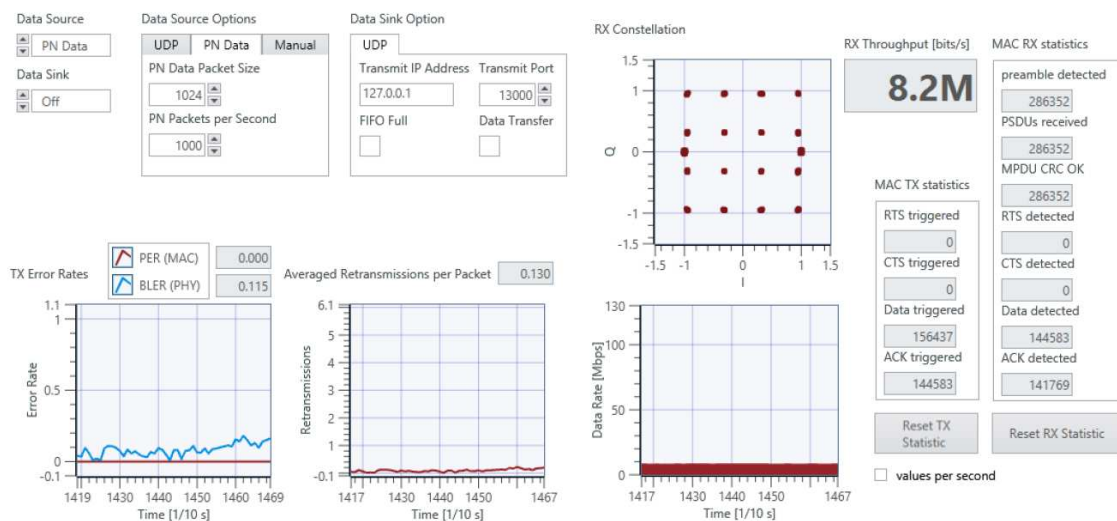 Data Source
PN Data
Data Sink
Off
Data Source Options
UDP PN Data Manual
PN Data Packet Size
1024
PN Packets per Second
1000
Data Sink Option
UDP
Transmit IP Address Transmit Port
127.0.0.1 13000
FIFO Full Data Transfer
RX Constellation
1.5
1
Q
0
-1
-1.5
-1.5 -1 0 1 1.5
I
RX Throughput [bits/s]
8.2M
MAC RX statistics
preamble detected
286352
PSDUs received
286352
MPDU CRC OK
286352
RTS detected
0
CTS detected
0
Data detected
144583
ACK detected
141769
Reset RX Statistic
MAC TX statistics
RTS triggered
0
CTS triggered
0
Data triggered
156437
ACK triggered
144583
Reset TX
Statistic
values per second
TX Error Rates
PER (MAC) 0.000
BLER (PHY) 0.115
1.1
1
Error Rate
0.5
0
-0.1
1419 1430 1440 1450 1460 1469
Time [1/10 s]
Averaged Retransmissions per Packet 0.130
6.1
5
4
Retransmissions
3
2
1
-0.1
1417 1430 1440 1450 1467
Time [1/10 s]
130
100
Data Rate [Mbps]
50
0
1417 1430 1440 1450 1467
Time [1/10 s]